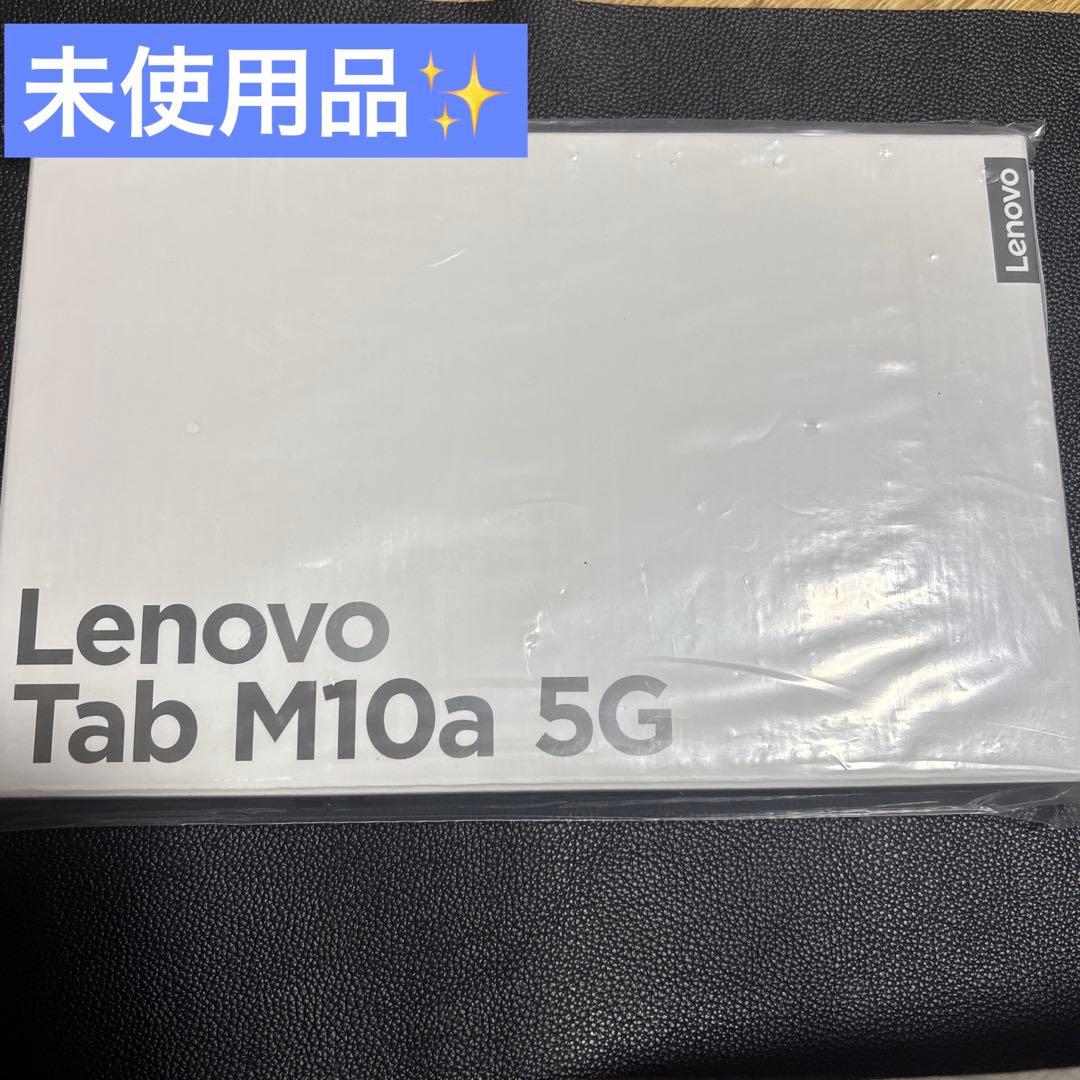 未使用品✨
Lenovo
Lenovo
Tab M10a 5G